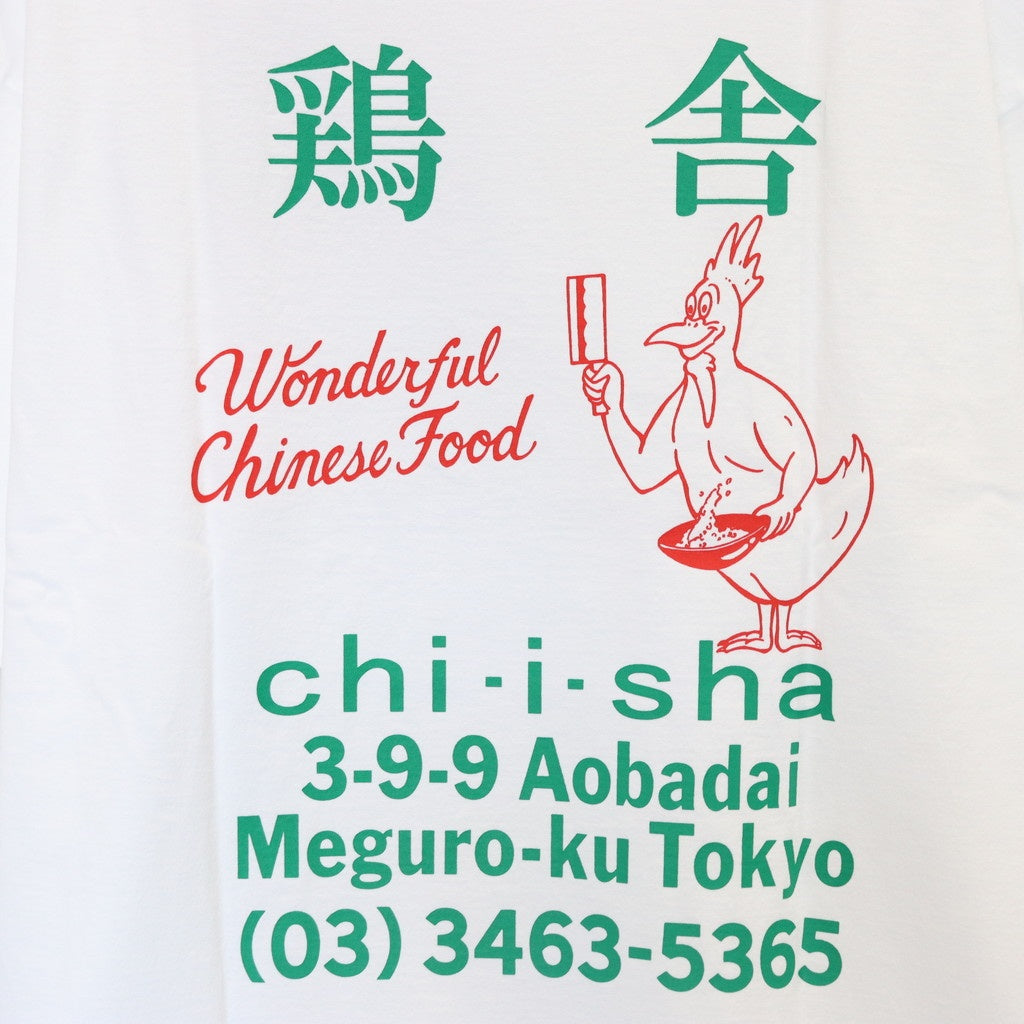 鶏舎
Wonderful
Chinese Food
chi-i-sha
3-9-9 Aobadai
Meguro-ku Tokyo
(03) 3463-5365